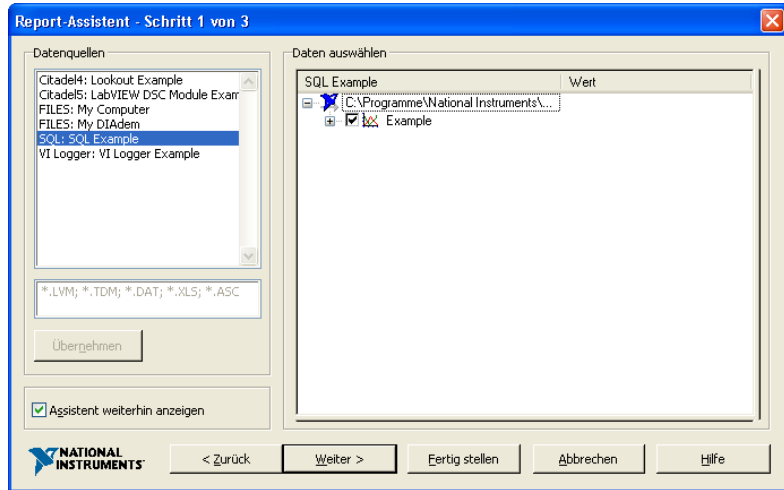 Report-Assistent - Schritt 1 von 3
Datenquellen
Citadel4: Lookout Example
Citadel5: LabVIEW DSC Module Exam
FILES: My Computer
FILES: My DIAdem
SQL: SQL Example
VI Logger: VI Logger Example
*.LVM; *.TDM; *.DAT; *.XLS; *.ASC
Übernehmen
Assistent weiterhin anzeigen
Daten auswählen
SQL Example Wert
C:\Programme\National Instruments\...
Example
NATIONAL
INSTRUMENTS
< Zurück Weiter > Fertig stellen Abbrechen Hilfe